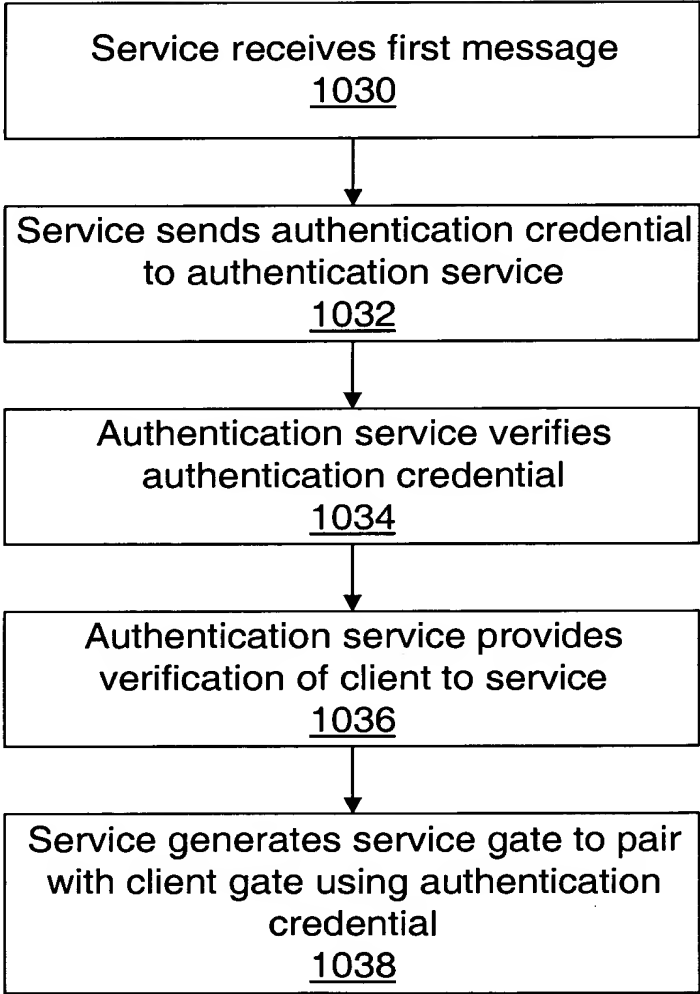 Service receives first message
1030
Service sends authentication credential
to authentication service
1032
Authentication service verifies
authentication credential
1034
Authentication service provides
verification of client to service
1036
Service generates service gate to pair
with client gate using authentication
credential
1038